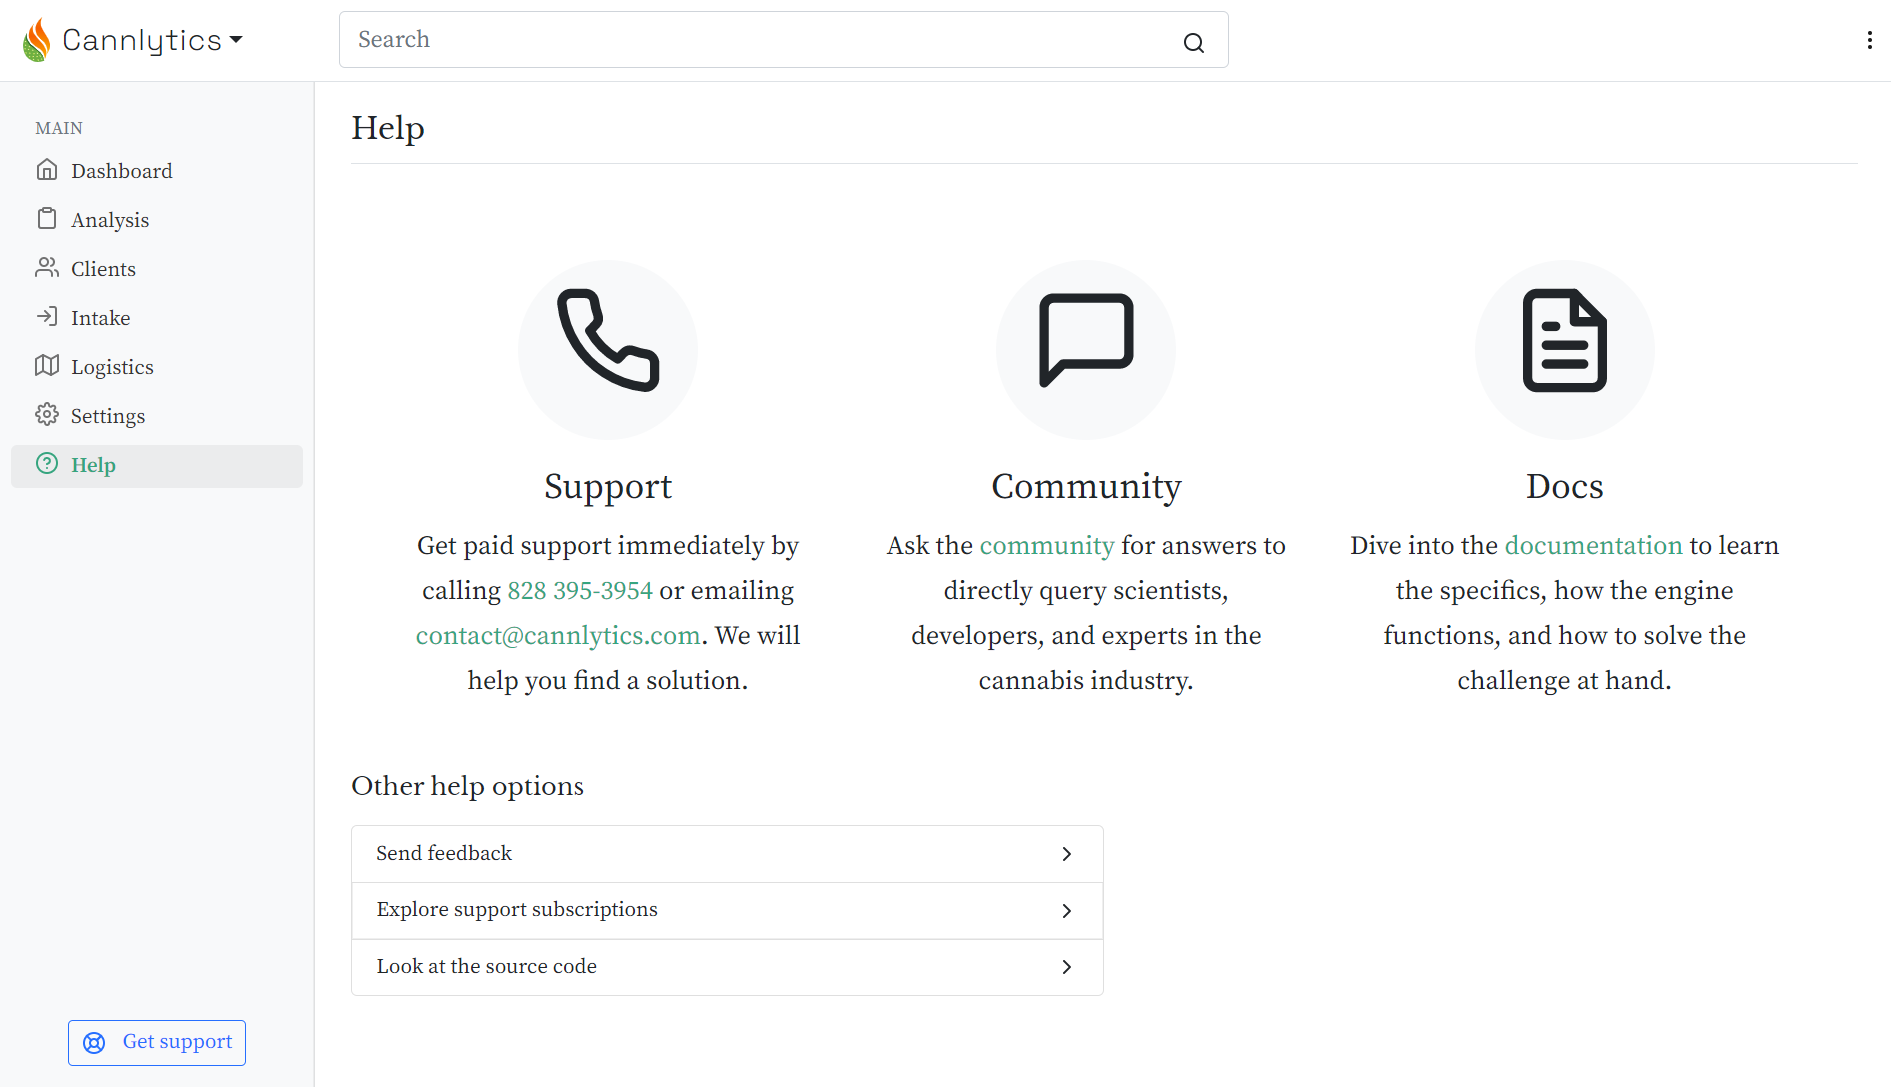 Cannlytics
Search
MAIN
Dashboard
Analysis
Clients
Intake
Logistics
Settings
Help
Get support
Help
Support
Get paid support immediately by
calling 828 395-3954 or emailing
contact@cannlytics.com. We will
help you find a solution.
Community
Ask the community for answers to
directly query scientists,
developers, and experts in the
cannabis industry.
Docs
Dive into the documentation to learn
the specifics, how the engine
functions, and how to solve the
challenge at hand.
Other help options
Send feedback
Explore support subscriptions
Look at the source code